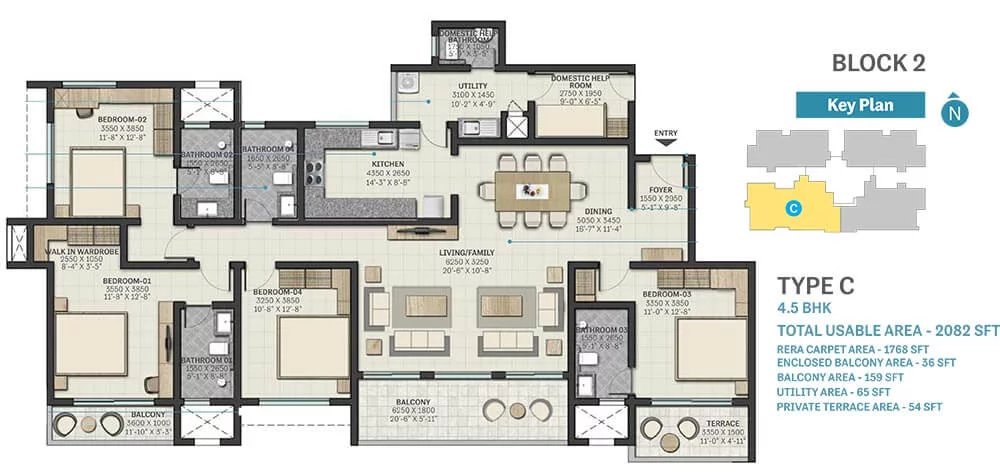 DOMESTIC HELP
BATHROOM
1750 X 1050
5'-9" X 3'-5"
UTILITY
3100 X 1450
10'-2" X 4'-9"
DOMESTIC HELP
ROOM
2750 X 1950
9'-0" X 6'-5"
BLOCK 2
Key Plan
N
ENTRY
BEDROOM-02
3550 X 3850
11'-8" X 12'-8"
BATHROOM 02
1550 X 2650
5'-1" X 8'-8"
BATHROOM 04
1650 X 2650
5'-5" X 8'-8"
KITCHEN
4350 X 2650
14'-3" X 8'-8"
FOYER
1550 X 2950
5'-1" X 9'-8"
DINING
5050 X 3450
16'-7" X 11'-4"
C
WALK IN WARDROBE
2550 X 1050
8'-4" X 3'-5"
LIVING/FAMILY
6250 X 3250
20'-6" X 10'-8"
BEDROOM-01
3550 X 3850
11'-8" X 12'-8"
BEDROOM-04
3250 X 3850
10'-8" X 12'-8"
BEDROOM-03
3350 X 3850
11'-0" X 12'-8"
BATHROOM 01
1550 X 2650
5'-1" X 8'-8"
BATHROOM 03
1550 X 2650
5'-1" X 8'-8"
BALCONY
3600 X 1000
11'-10" X 3'-3"
BALCONY
6250 X 1800
20'-6" X 5'-11"
TERRACE
3350 X 1500
11'-0" X 4'-11"
TYPE C
4.5 BHK
TOTAL USABLE AREA - 2082 SFT
RERA CARPET AREA - 1768 SFT
ENCLOSED BALCONY AREA - 36 SFT
BALCONY AREA - 159 SFT
UTILITY AREA - 65 SFT
PRIVATE TERRACE AREA - 54 SFT